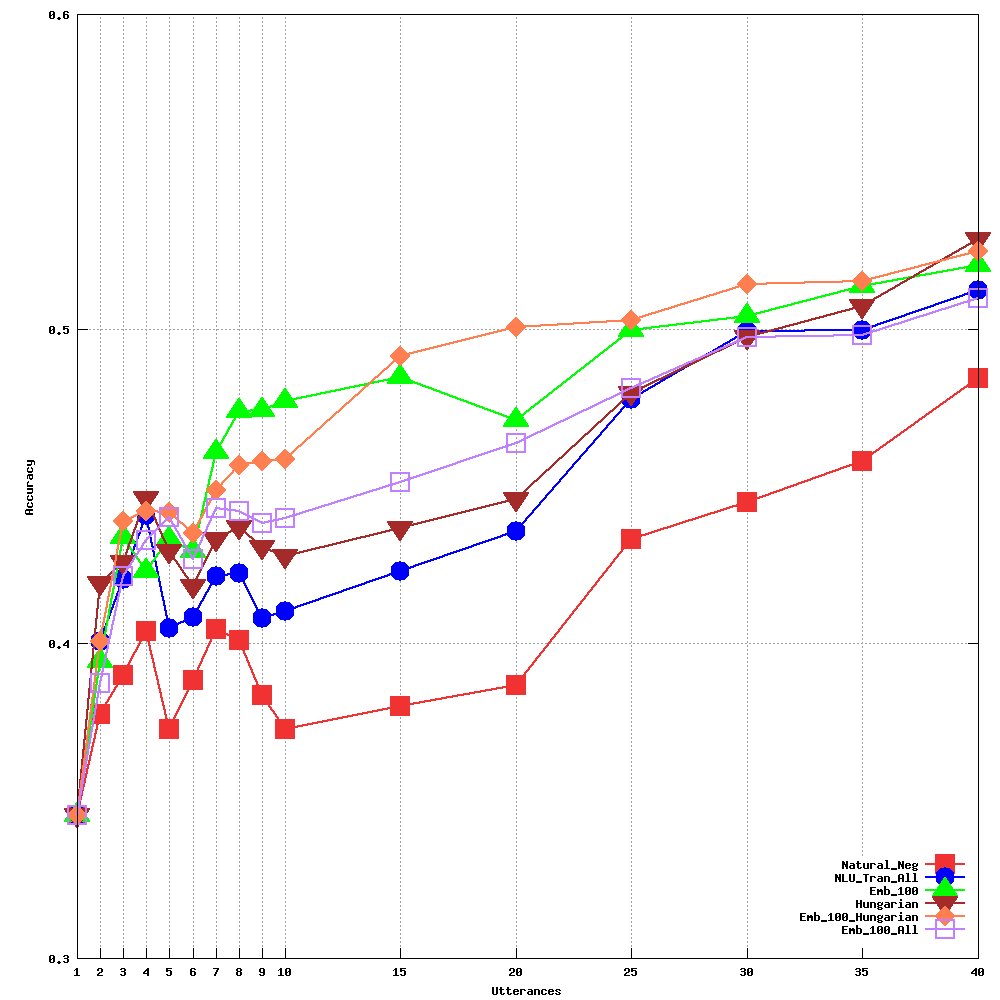 0.6
0.5
0.4
0.3
Accuracy
1 2 3 4 5 6 7 8 9 10 15 20 25 30 35 40
Utterances
Natural_Neg
NLU_Tran_All
Emb_100
Hungarian
Emb_100_Hungarian
Emb_100_All